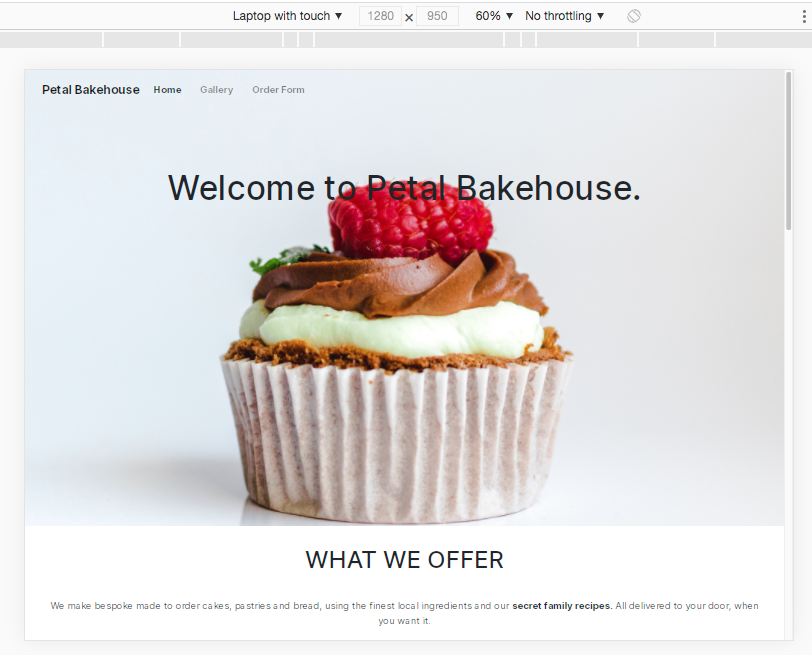 Laptop with touch ▼ 1280 × 950 60% ▼ No throttling ▼
Petal Bakehouse Home Gallery Order Form
Welcome to Petal Bakehouse.
WHAT WE OFFER
We make bespoke made to order cakes, pastries and bread, using the finest local ingredients and our secret family recipes. All delivered to your door, when
you want it.